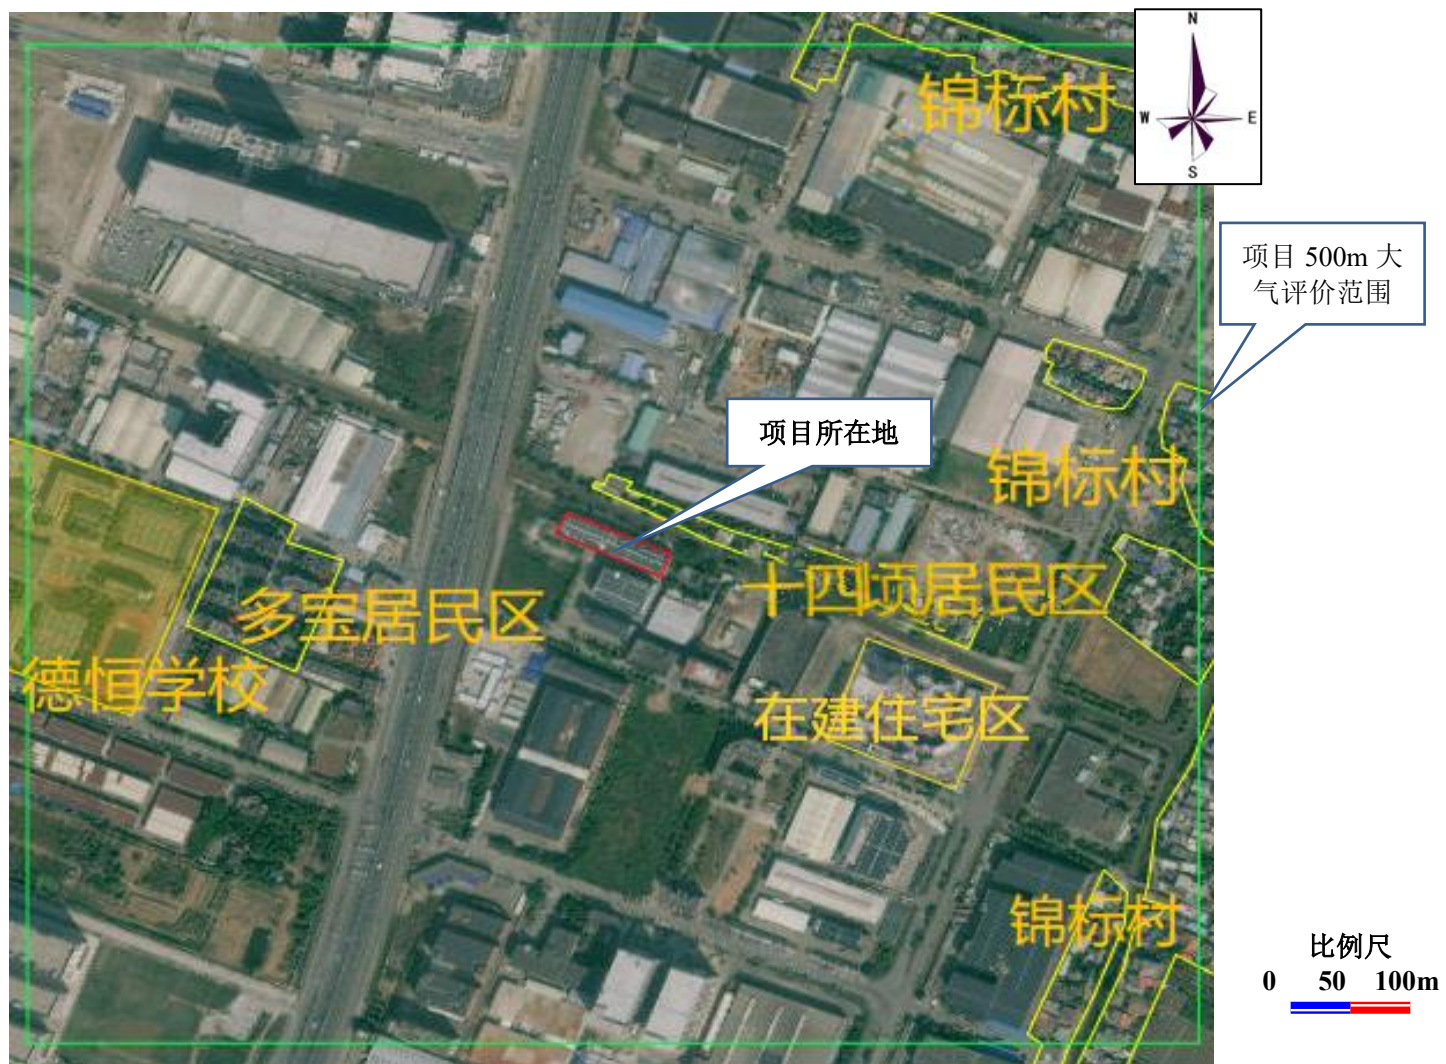 N
锦标村
W
E
S
项目 500m 大
气评价范围
项目所在地
锦标村
十四顷居民区
多宝居民区
德恒学校
在建住宅区
锦标村
比例尺
0 50 100m